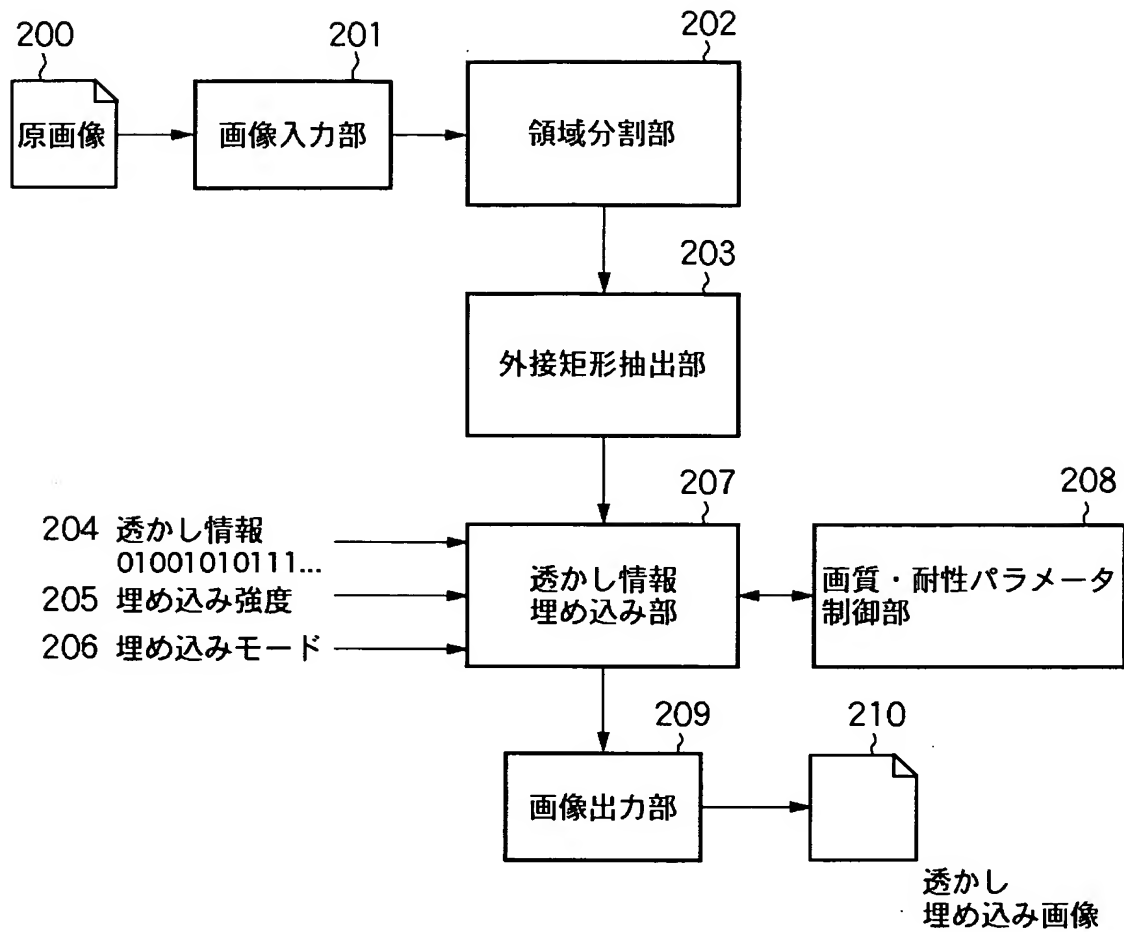 200
201
202
原画像
画像入力部
領域分割部
203
外接矩形抽出部
207
208
204 透かし情報
01001010111...
205 埋め込み強度
206 埋め込みモード
透かし情報
埋め込み部
画質・耐性パラメータ
制御部
209
210
画像出力部
透かし
埋め込み画像